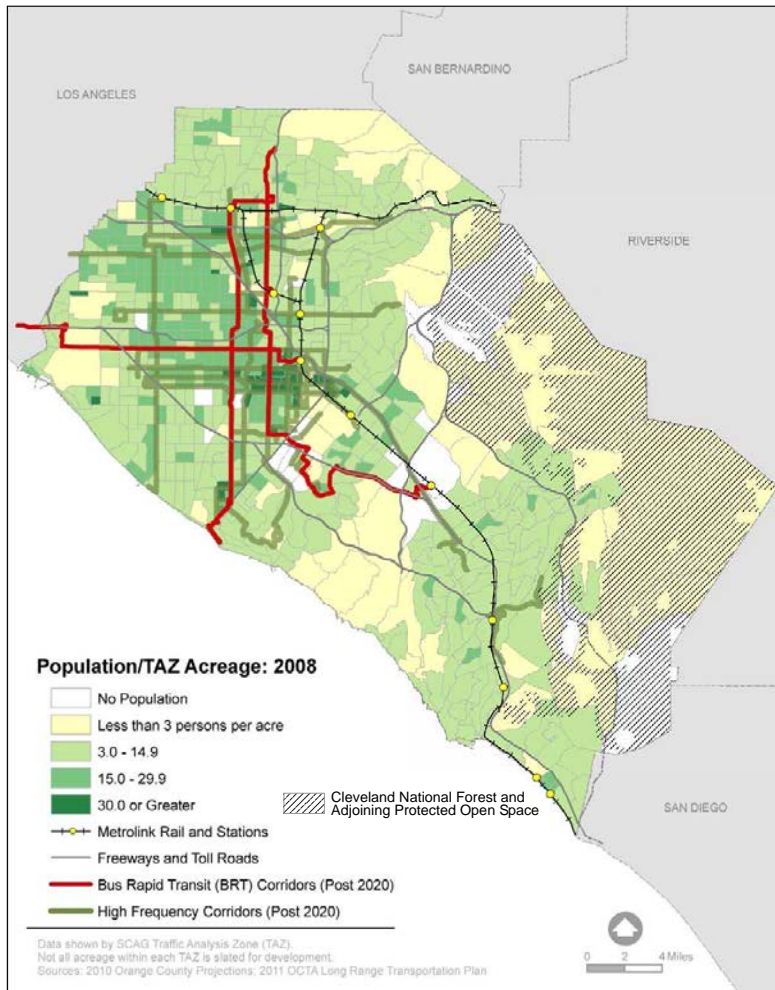 SAN BERNARDINO
LOS ANGELES
RIVERSIDE
Population/TAZ Acreage: 2008
No Population
Less than 3 persons per acre
3.0 - 14.9
15.0 - 29.9
30.0 or Greater
Cleveland National Forest and
Adjoining Protected Open Space
Metrolink Rail and Stations
Freeways and Toll Roads
Bus Rapid Transit (BRT) Corridors (Post 2020)
High Frequency Corridors (Post 2020)
SAN DIEGO
Data shown by SCAG Traffic Analysis Zone (TAZ).
Not all acreage within each TAZ is slated for development.
Sources: 2010 Orange County Projections; 2011 OCTA Long Range Transportation Plan
0 2 4 Miles